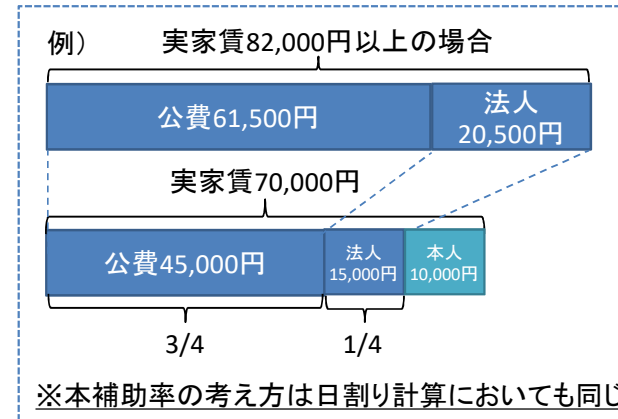 例） 実家賃82,000円以上の場合
公費61,500円
法人
20,500円
実家賃70,000円
公費45,000円
法人
15,000円
本人
10,000円
3/4 1/4
※本補助率の考え方は日割り計算においても同じ